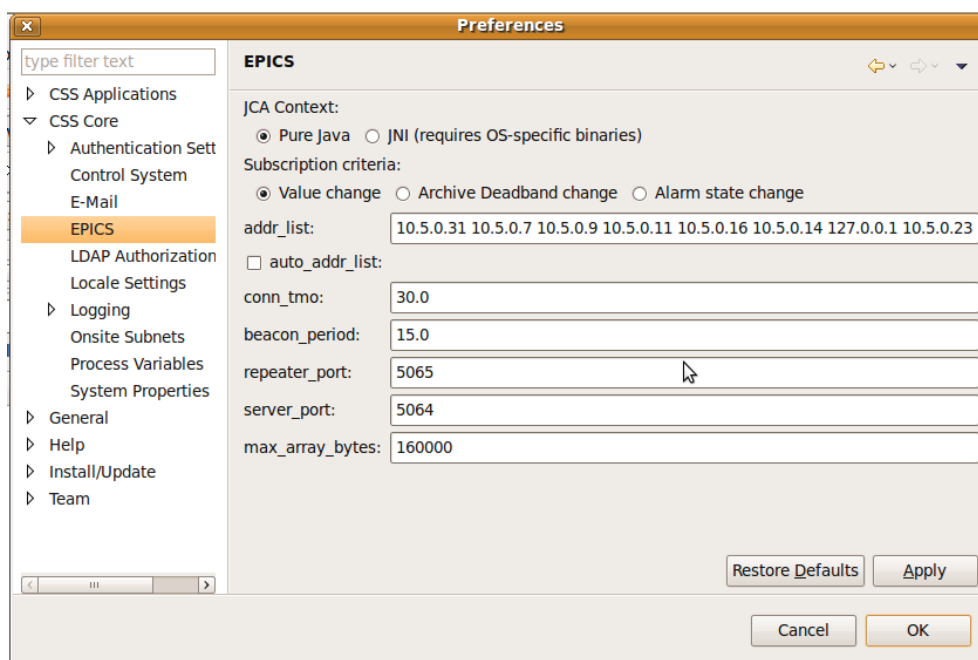 Preferences
type filter text
CSS Applications
CSS Core
Authentication Sett
Control System
E-Mail
EPICS
LDAP Authorization
Locale Settings
Logging
Onsite Subnets
Process Variables
System Properties
General
Help
Install/Update
Team
EPICS
JCA Context:
Pure Java JNI (requires OS-specific binaries)
Subscription criteria:
Value change Archive Deadband change Alarm state change
addr_list: 10.5.0.31 10.5.0.7 10.5.0.9 10.5.0.11 10.5.0.16 10.5.0.14 127.0.0.1 10.5.0.23
auto_addr_list:
conn_tmo: 30.0
beacon_period: 15.0
repeater_port: 5065
server_port: 5064
max_array_bytes: 160000
Restore Defaults Apply
Cancel OK